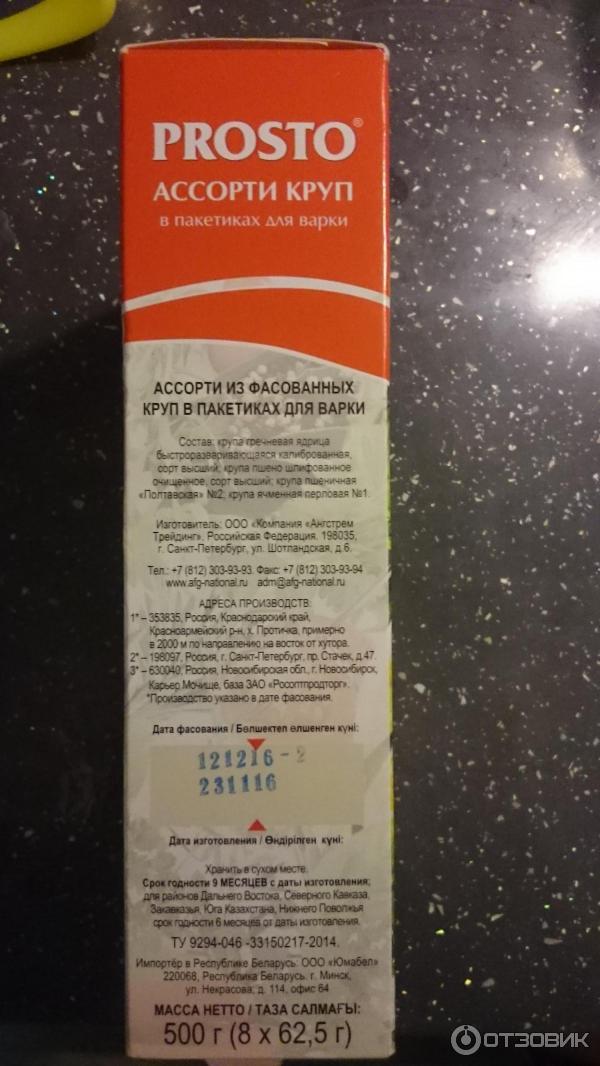 PROSTO®
АССОРТИ КРУП
в пакетиках для варки
АССОРТИ ИЗ ФАСОВАННЫХ
КРУП В ПАКЕТИКАХ ДЛЯ ВАРКИ
Состав: крупа гречневая ядрица
быстроразваривающаяся калиброванная,
сорт высший; крупа пшено шлифованное
очищенное, сорт высший; крупа пшеничная
«Полтавская» №2; крупа ячменная перловая №1.
Изготовитель: ООО «Компания «Ангстрем
Трейдинг». Российская Федерация. 198035,
г. Санкт-Петербург, ул. Шотландская, д.6.
Тел.: +7 (812) 303-93-93. Факс: +7 (812) 303-93-94
www.afg-national.ru adm@afg-national.ru
АДРЕСА ПРОИЗВОДСТВ:
1* – 353835, Россия, Краснодарский край,
Красноармейский р-н, х. Протичка, примерно
в 2000 м по направлению на восток от хутора.
2* – 198097, Россия, г. Санкт-Петербург, пр. Стачек, д.47.
3* – 630040, Россия, Новосибирская обл., г. Новосибирск,
Карьер Мочище, база ЗАО «Росоптпродторг».
*Производство указано в дате фасования.
Дата фасования / Бөлшектеп өлшенген күні:
121216-2
231116
Дата изготовления / Өндірілген күні:
Хранить в сухом месте.
Срок годности 9 МЕСЯЦЕВ с даты изготовления;
для районов Дальнего Востока, Северного Кавказа,
Закавказья, Юга Казахстана, Нижнего Поволжья
срок годности 6 месяцев от даты изготовления.
ТУ 9294-046 -33150217-2014.
Импортёр в Республике Беларусь: ООО «Юмабел»
220068, Республика Беларусь. г. Минск,
ул. Некрасова, д. 114, офис 64
МАССА НЕТТО / ТАЗА САЛМАҒЫ:
500 г (8 х 62,5 г)
ОТЗОВИК